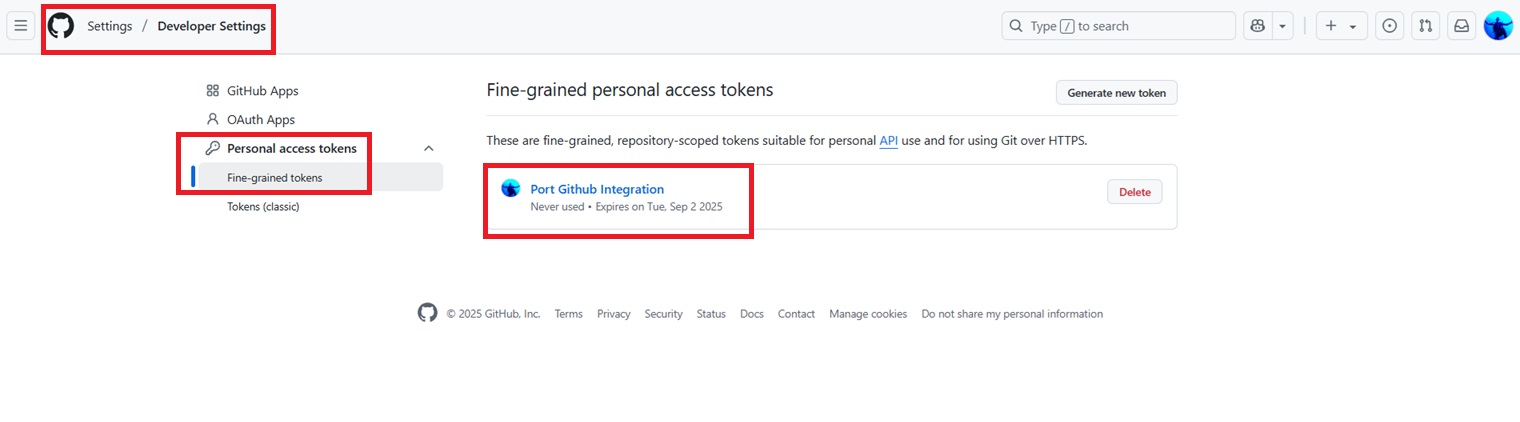 Settings / Developer Settings
Type / to search
GitHub Apps
OAuth Apps
Personal access tokens
Fine-grained tokens
Tokens (classic)
Fine-grained personal access tokens
Generate new token
These are fine-grained, repository-scoped tokens suitable for personal API use and for using Git over HTTPS.
Port Github Integration
Never used • Expires on Tue, Sep 2 2025
Delete
© 2025 GitHub, Inc. Terms Privacy Security Status Docs Contact Manage cookies Do not share my personal information